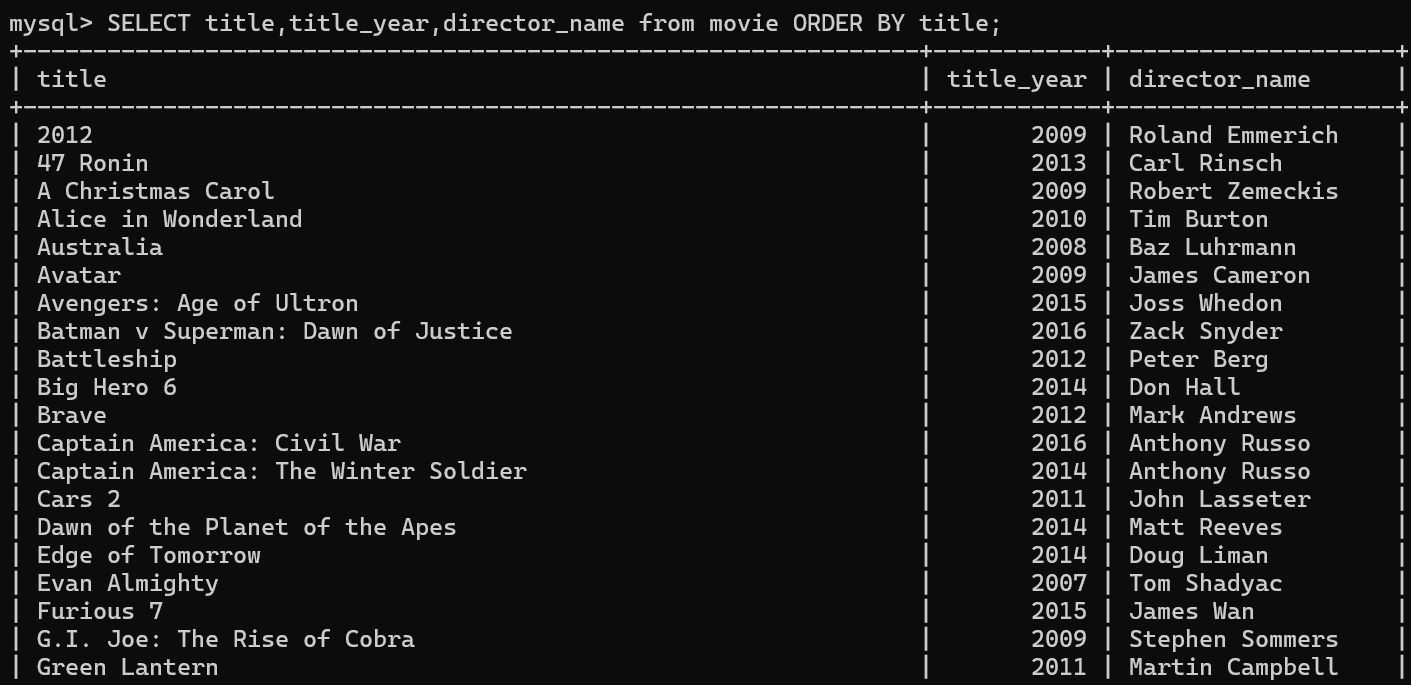 mysql> SELECT title,title_year,director_name from movie ORDER BY title;
+----------------------------------------------------------------+------------+--------------------+
| title                                                          | title_year | director_name      |
+----------------------------------------------------------------+------------+--------------------+
| 2012                                                           |       2009 | Roland Emmerich    |
| 47 Ronin                                                       |       2013 | Carl Rinsch        |
| A Christmas Carol                                              |       2009 | Robert Zemeckis    |
| Alice in Wonderland                                            |       2010 | Tim Burton         |
| Australia                                                      |       2008 | Baz Luhrmann       |
| Avatar                                                         |       2009 | James Cameron      |
| Avengers: Age of Ultron                                        |       2015 | Joss Whedon        |
| Batman v Superman: Dawn of Justice                             |       2016 | Zack Snyder        |
| Battleship                                                     |       2012 | Peter Berg         |
| Big Hero 6                                                     |       2014 | Don Hall           |
| Brave                                                          |       2012 | Mark Andrews       |
| Captain America: Civil War                                     |       2016 | Anthony Russo      |
| Captain America: The Winter Soldier                            |       2014 | Anthony Russo      |
| Cars 2                                                         |       2011 | John Lasseter      |
| Dawn of the Planet of the Apes                                 |       2014 | Matt Reeves        |
| Edge of Tomorrow                                               |       2014 | Doug Liman         |
| Evan Almighty                                                  |       2007 | Tom Shadyac        |
| Furious 7                                                      |       2015 | James Wan          |
| G.I. Joe: The Rise of Cobra                                    |       2009 | Stephen Sommers    |
| Green Lantern                                                  |       2011 | Martin Campbell    |